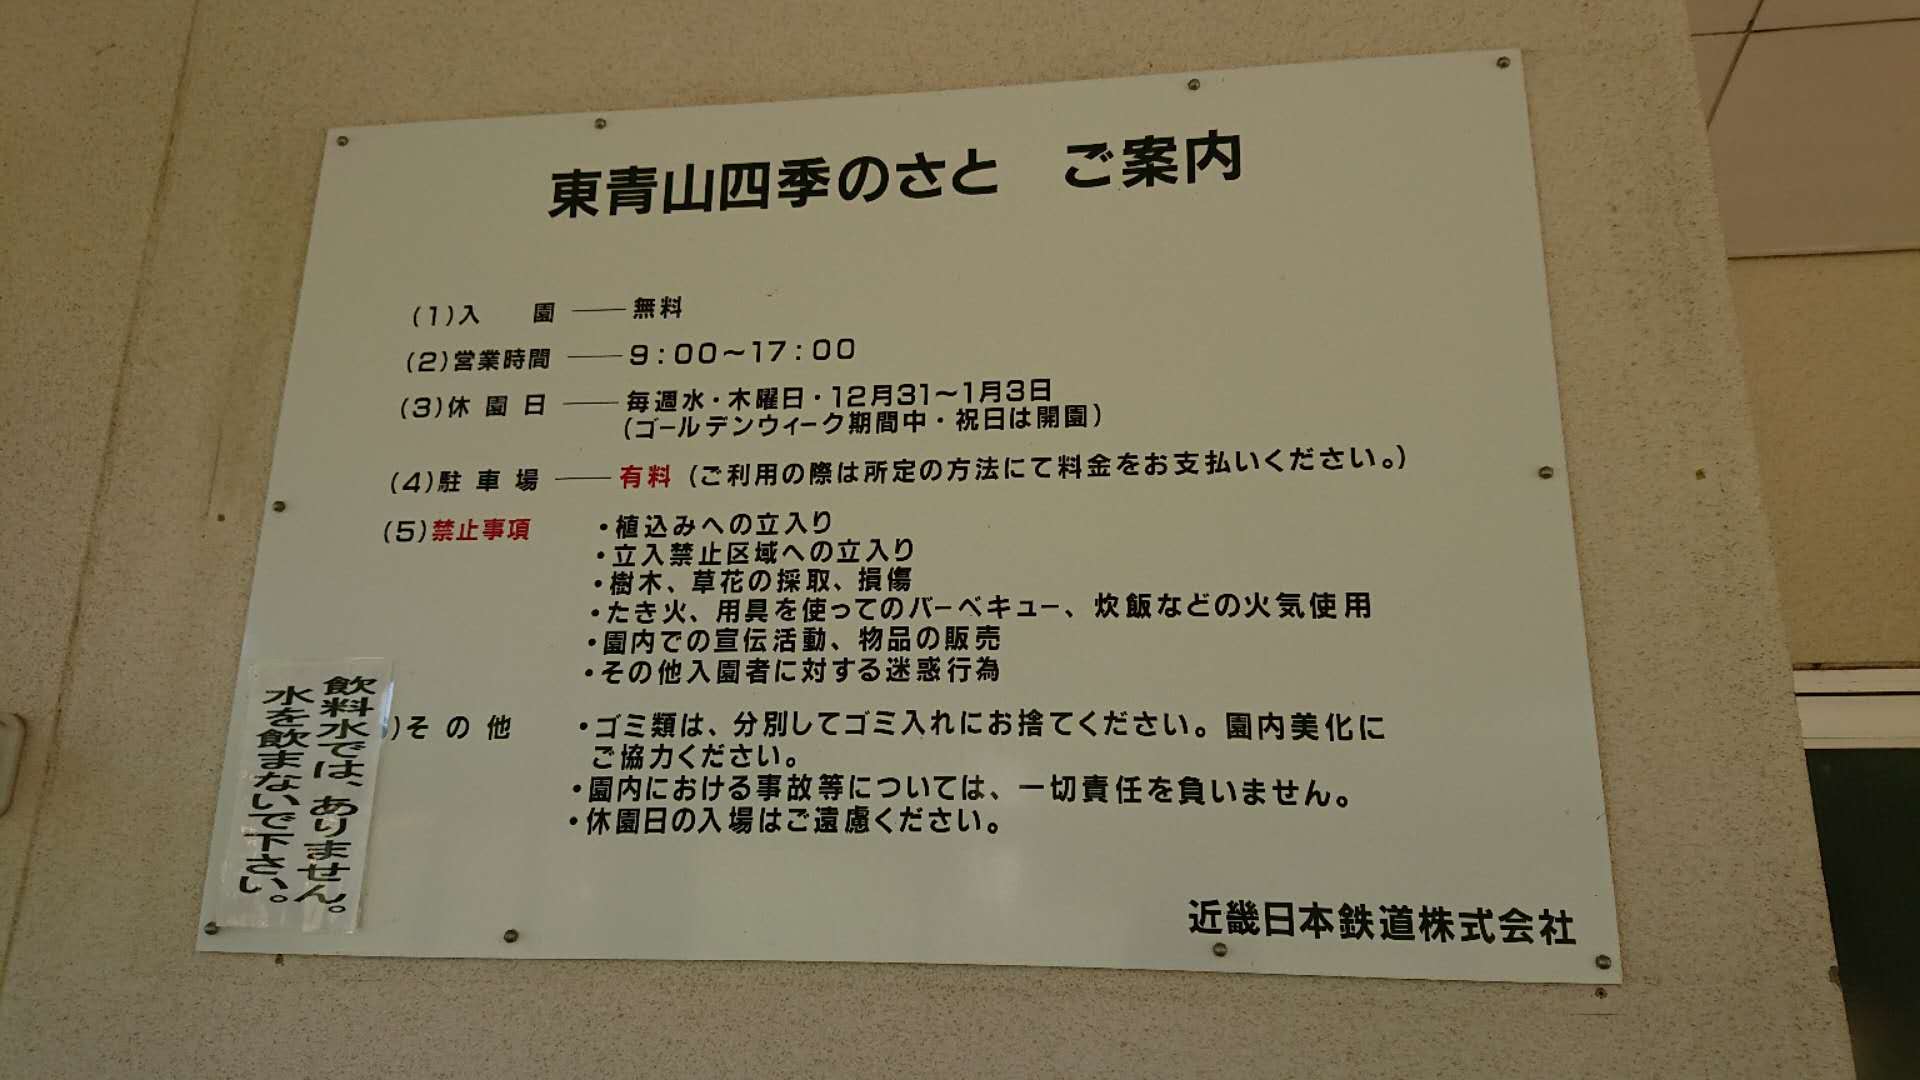 東青山四季のさと ご案内
(1)入 園 ── 無料
(2)営業時間 ── 9:00～17:00
(3)休 園 日 ── 毎週水・木曜日・12月31～1月3日
(ゴールデンウィーク期間中・祝日は開園)
(4)駐 車 場 ── 有料 (ご利用の際は所定の方法にて料金をお支払いください。)
(5)禁止事項 ・植込みへの立入り
・立入禁止区域への立入り
・樹木、草花の採取、損傷
・たき火、用具を使ってのバーベキュー、炊飯などの火気使用
・園内での宣伝活動、物品の販売
・その他入園者に対する迷惑行為
)そ の 他 ・ゴミ類は、分別してゴミ入れにお捨てください。園内美化に
ご協力ください。
・園内における事故等については、一切責任を負いません。
・休園日の入場はご遠慮ください。
近畿日本鉄道株式会社
飲料水では、ありません。
水を飲まないで下さい。